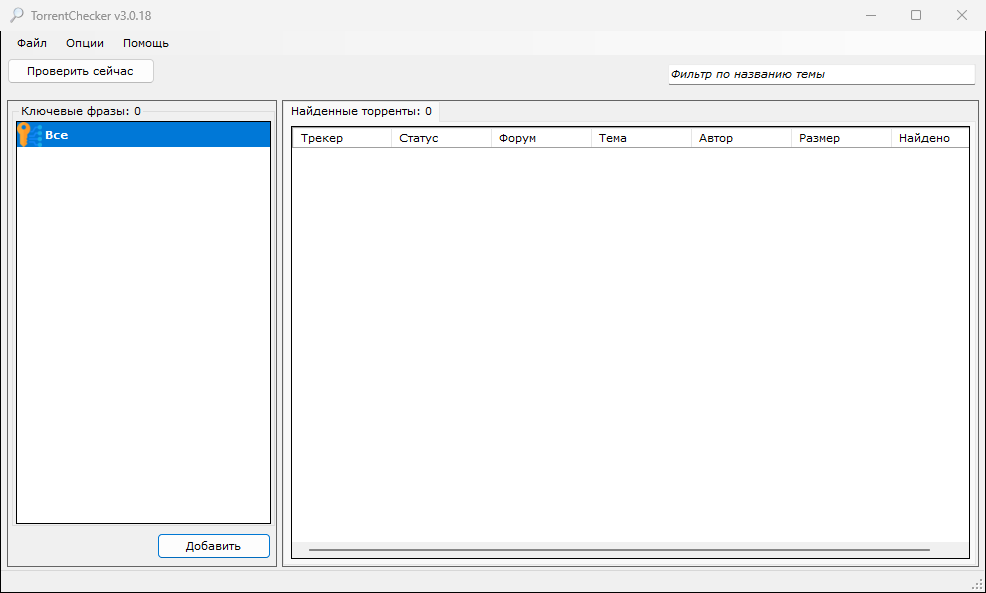 TorrentChecker v3.0.18
Файл Опции Помощь
Проверить сейчас
Фильтр по названию темы
Ключевые фразы: 0
Все
Добавить
Найденные торренты: 0
Трекер Статус Форум Тема Автор Размер Найдено